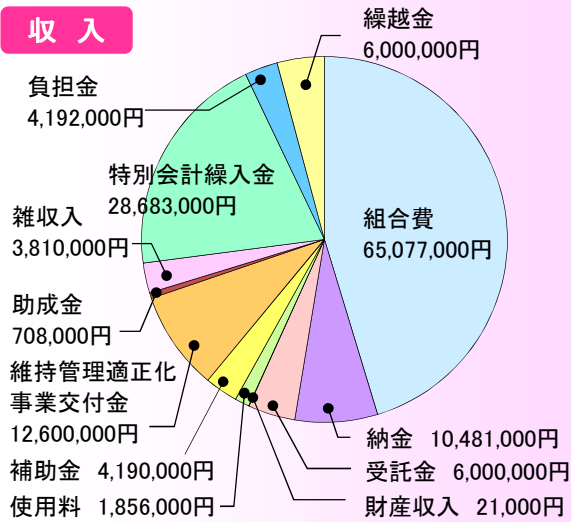 収 入
繰越金
6,000,000円
負担金
4,192,000円
特別会計繰入金
28,683,000円
組合費
65,077,000円
雑収入
3,810,000円
助成金
708,000円
維持管理適正化
事業交付金
12,600,000円
補助金 4,190,000円
使用料 1,856,000円
納金 10,481,000円
受託金 6,000,000円
財産収入 21,000円